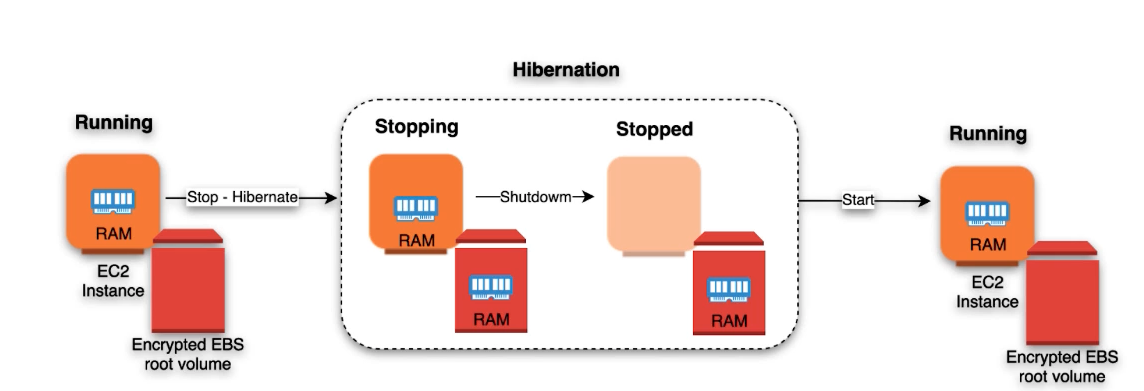 Hibernation
Running
Stopping
Stopped
Running
Stop - Hibernate
Shutdowm
Start
RAM
EC2
Instance
Encrypted EBS
root volume
RAM
RAM
RAM
RAM
EC2
Instance
Encrypted EBS
root volume